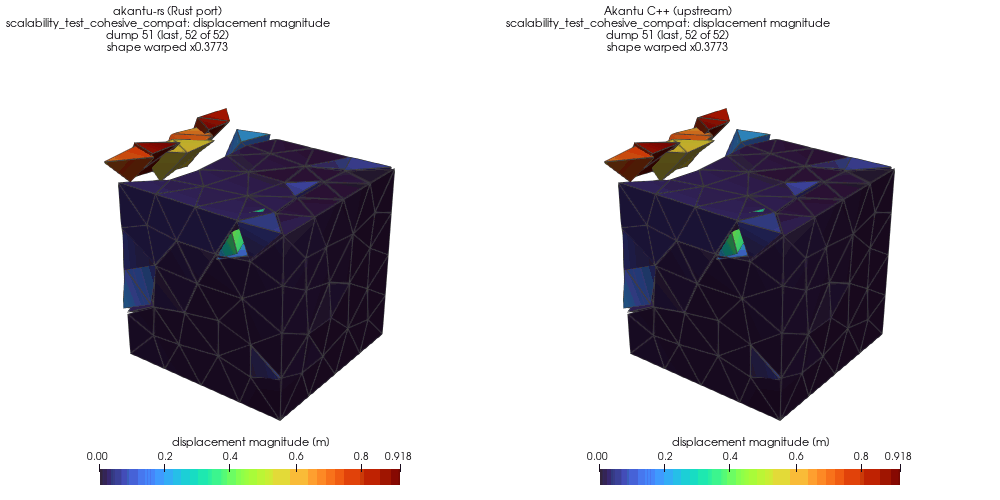 akantu-rs (Rust port)
scalability_test_cohesive_compat: displacement magnitude
dump 51 (last, 52 of 52)
shape warped x0.3773
Akantu C++ (upstream)
scalability_test_cohesive_compat: displacement magnitude
dump 51 (last, 52 of 52)
shape warped x0.3773
displacement magnitude (m)
0.00 0.2 0.4 0.6 0.8 0.918
displacement magnitude (m)
0.00 0.2 0.4 0.6 0.8 0.918